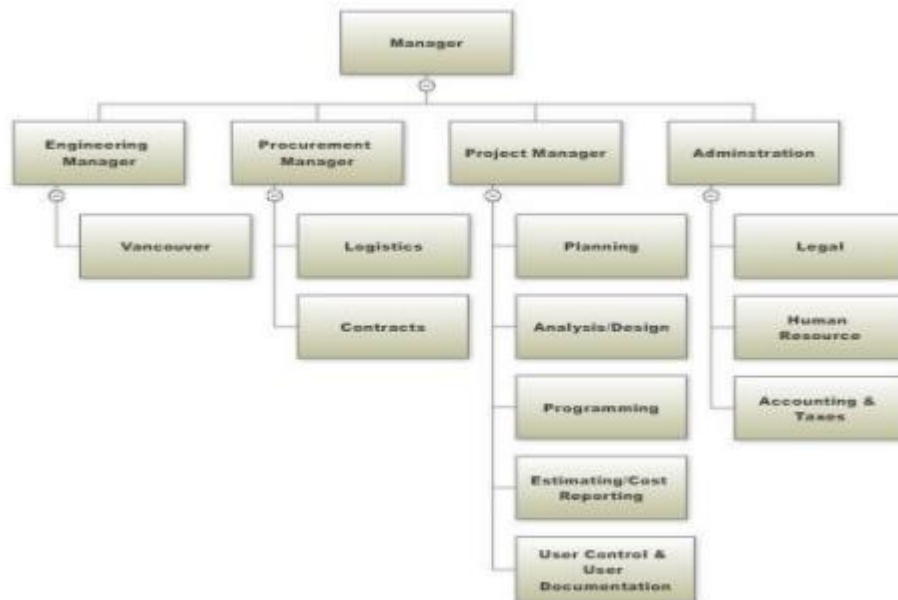 Manager
Engineering
Manager
Procurement
Manager
Project Manager
Adminstration
Vancouver
Logistics
Planning
Legal
Contracts
Analysis/Design
Human
Resource
Programming
Accounting &
Taxes
Estimating/Cost
Reporting
User Control &
User
Documentation